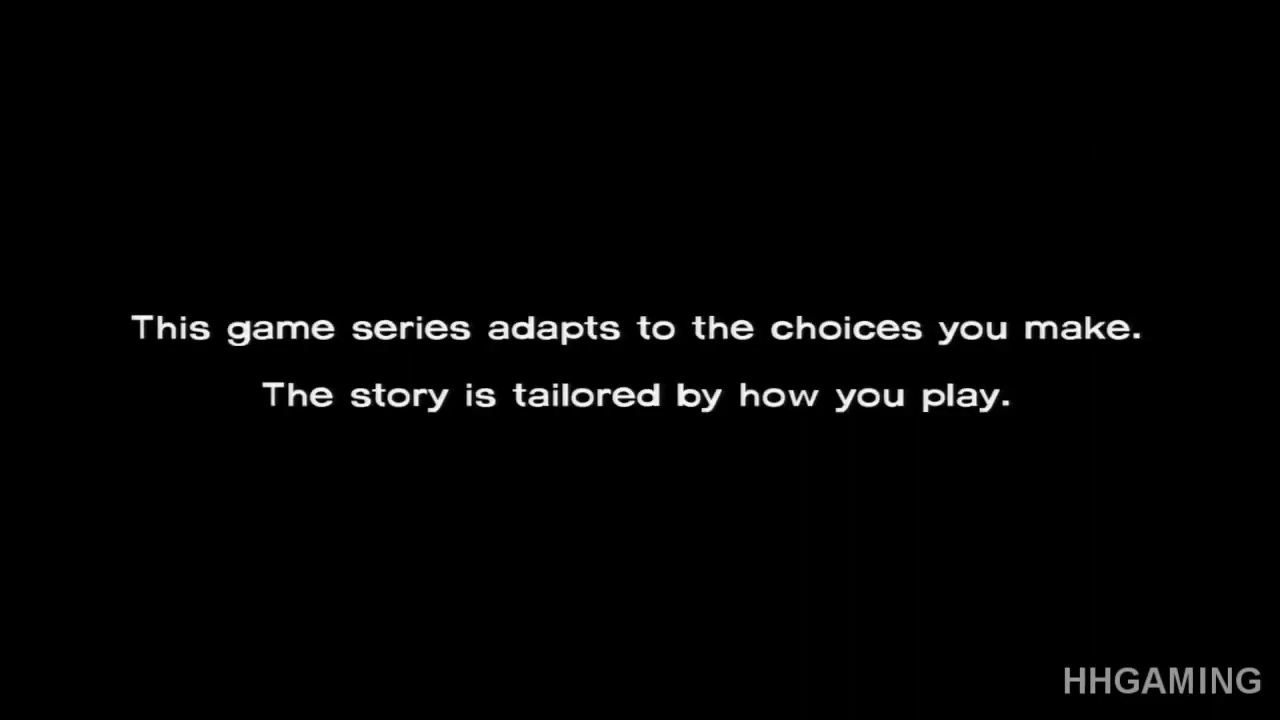 This game series adapts to the choices you make.
The story is tailored by how you play.
HHGAMING